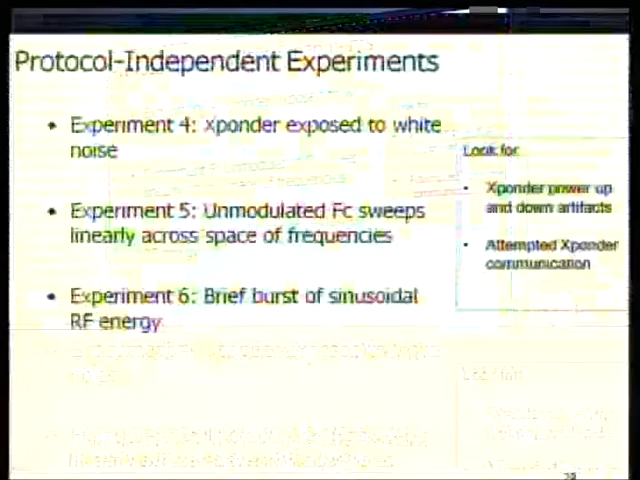 Protocol-Independent Experiments
• Experiment 4: Xponder exposed to white
noise
• Experiment 5: Unmodulated Fc sweeps
linearly across space of frequencies
• Experiment 6: Brief burst of sinusoidal
RF energy
Look for
• Xponder power up
and down artifacts
• Attempted Xponder
communication